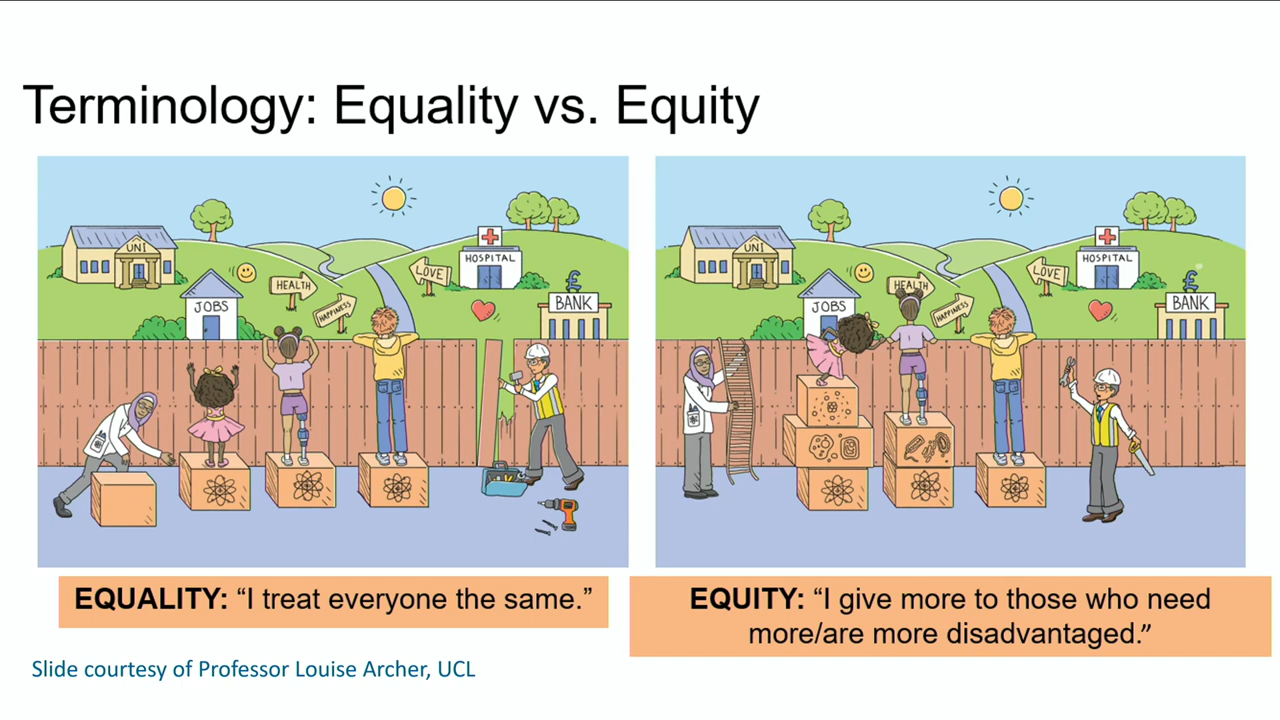 Terminology: Equality vs. Equity
UNI
JOBS
HEALTH
HAPPINESS
LOVE
HOSPITAL
£
BANK
UNI
JOBS
HEALTH
HAPPINESS
LOVE
HOSPITAL
£
BANK
EQUALITY: “I treat everyone the same.”
EQUITY: “I give more to those who need
more/are more disadvantaged.”
Slide courtesy of Professor Louise Archer, UCL